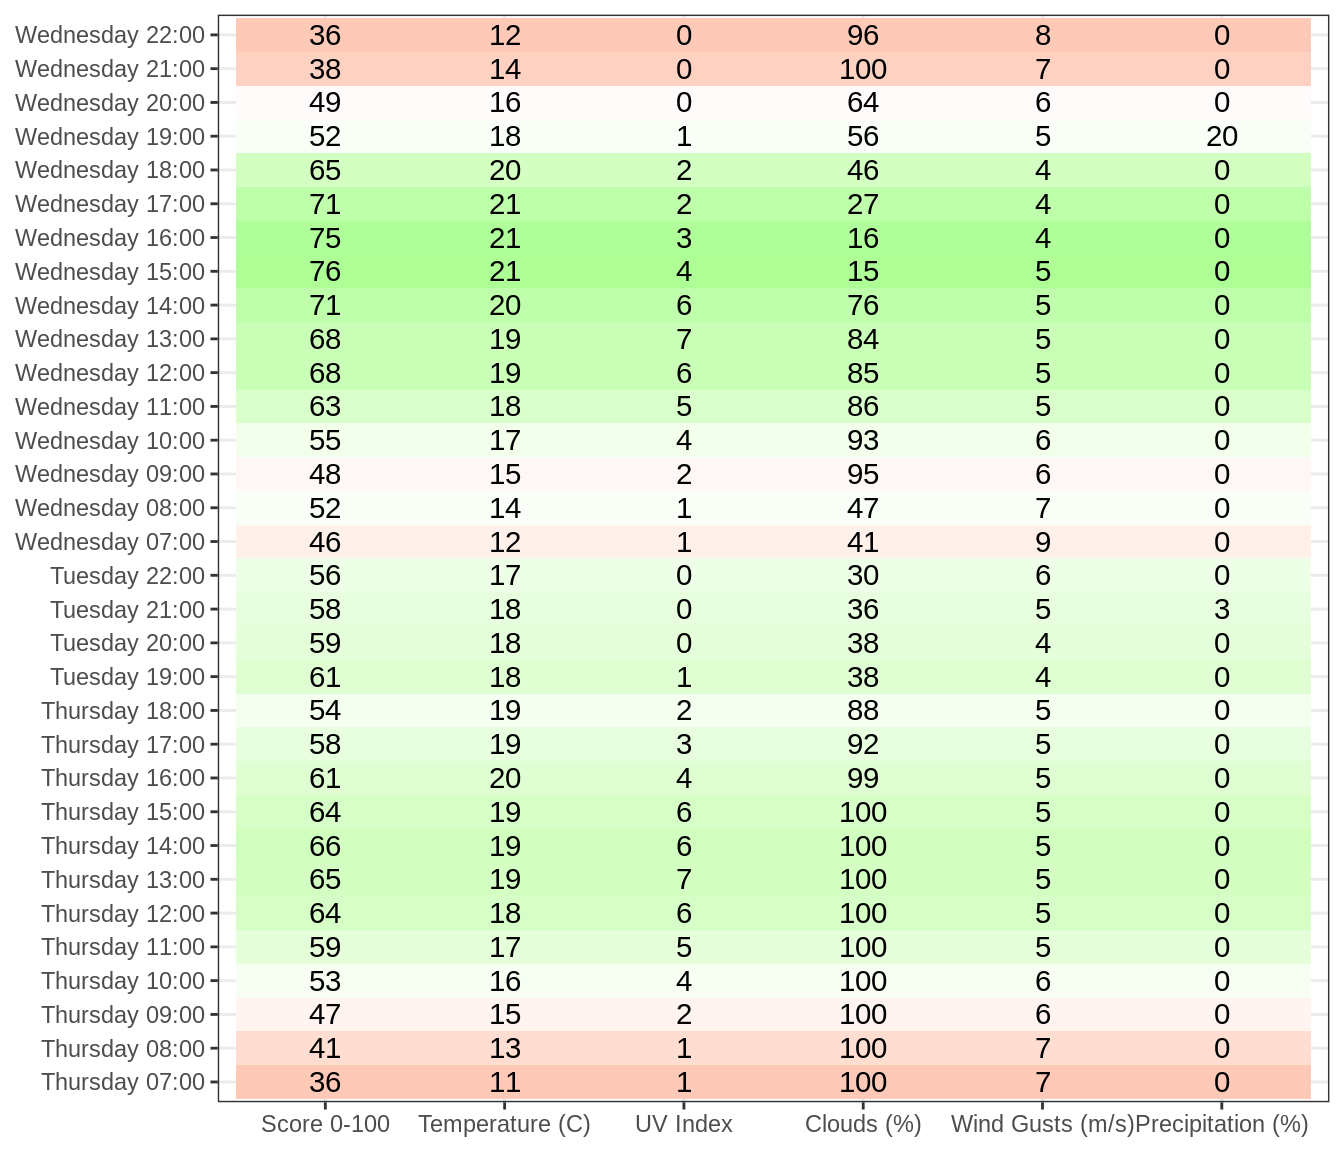 Wednesday 22:00 36 12 0 96 8 0
Wednesday 21:00 38 14 0 100 7 0
Wednesday 20:00 49 16 0 64 6 0
Wednesday 19:00 52 18 1 56 5 20
Wednesday 18:00 65 20 2 46 4 0
Wednesday 17:00 71 21 2 27 4 0
Wednesday 16:00 75 21 3 16 4 0
Wednesday 15:00 76 21 4 15 5 0
Wednesday 14:00 71 20 6 76 5 0
Wednesday 13:00 68 19 7 84 5 0
Wednesday 12:00 68 19 6 85 5 0
Wednesday 11:00 63 18 5 86 5 0
Wednesday 10:00 55 17 4 93 6 0
Wednesday 09:00 48 15 2 95 6 0
Wednesday 08:00 52 14 1 47 7 0
Wednesday 07:00 46 12 1 41 9 0
Tuesday 22:00 56 17 0 30 6 0
Tuesday 21:00 58 18 0 36 5 3
Tuesday 20:00 59 18 0 38 4 0
Tuesday 19:00 61 18 1 38 4 0
Thursday 18:00 54 19 2 88 5 0
Thursday 17:00 58 19 3 92 5 0
Thursday 16:00 61 20 4 99 5 0
Thursday 15:00 64 19 6 100 5 0
Thursday 14:00 66 19 6 100 5 0
Thursday 13:00 65 19 7 100 5 0
Thursday 12:00 64 18 6 100 5 0
Thursday 11:00 59 17 5 100 5 0
Thursday 10:00 53 16 4 100 6 0
Thursday 09:00 47 15 2 100 6 0
Thursday 08:00 41 13 1 100 7 0
Thursday 07:00 36 11 1 100 7 0
Score 0-100 Temperature (C) UV Index Clouds (%) Wind Gusts (m/s) Precipitation (%)